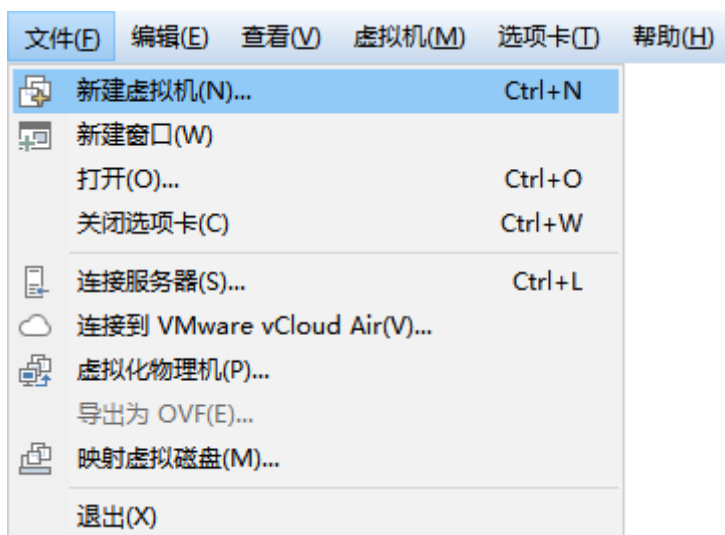 文件(F) 编辑(E) 查看(V) 虚拟机(M) 选项卡(T) 帮助(H)
新建虚拟机(N)... Ctrl+N
新建窗口(W)
打开(O)... Ctrl+O
关闭选项卡(C) Ctrl+W
连接服务器(S)... Ctrl+L
连接到 VMware vCloud Air(V)...
虚拟化物理机(P)...
导出为 OVF(E)...
映射虚拟磁盘(M)...
退出(X)